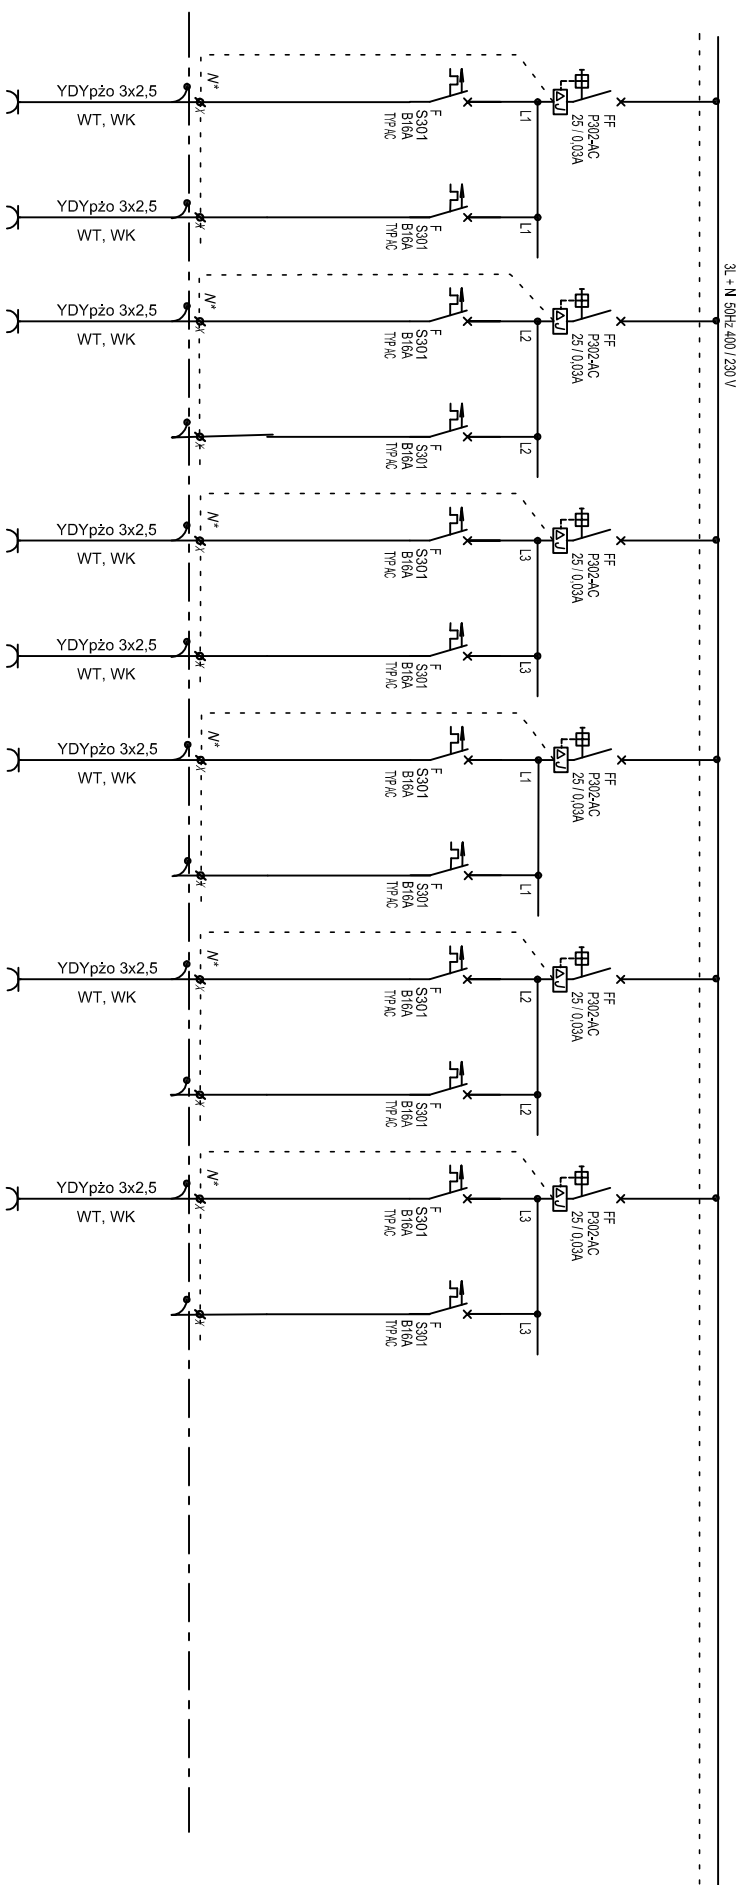 3L + N 50Hz 400 / 230 V
YDYpżo 3x2,5
WT, WK
N*
X
F
S301
B16A
TYP AC
L1
FF
P302-AC
25 / 0,03A
YDYpżo 3x2,5
WT, WK
X
F
S301
B16A
TYP AC
L1
YDYpżo 3x2,5
WT, WK
N*
X
F
S301
B16A
TYP AC
L2
FF
P302-AC
25 / 0,03A
X
F
S301
B16A
TYP AC
L2
YDYpżo 3x2,5
WT, WK
N*
X
F
S301
B16A
TYP AC
L3
FF
P302-AC
25 / 0,03A
YDYpżo 3x2,5
WT, WK
X
F
S301
B16A
TYP AC
L3
YDYpżo 3x2,5
WT, WK
N*
X
F
S301
B16A
TYP AC
L1
FF
P302-AC
25 / 0,03A
X
F
S301
B16A
TYP AC
L1
YDYpżo 3x2,5
WT, WK
N*
X
F
S301
B16A
TYP AC
L2
FF
P302-AC
25 / 0,03A
X
F
S301
B16A
TYP AC
L2
YDYpżo 3x2,5
WT, WK
N*
X
F
S301
B16A
TYP AC
L3
FF
P302-AC
25 / 0,03A
X
F
S301
B16A
TYP AC
L3